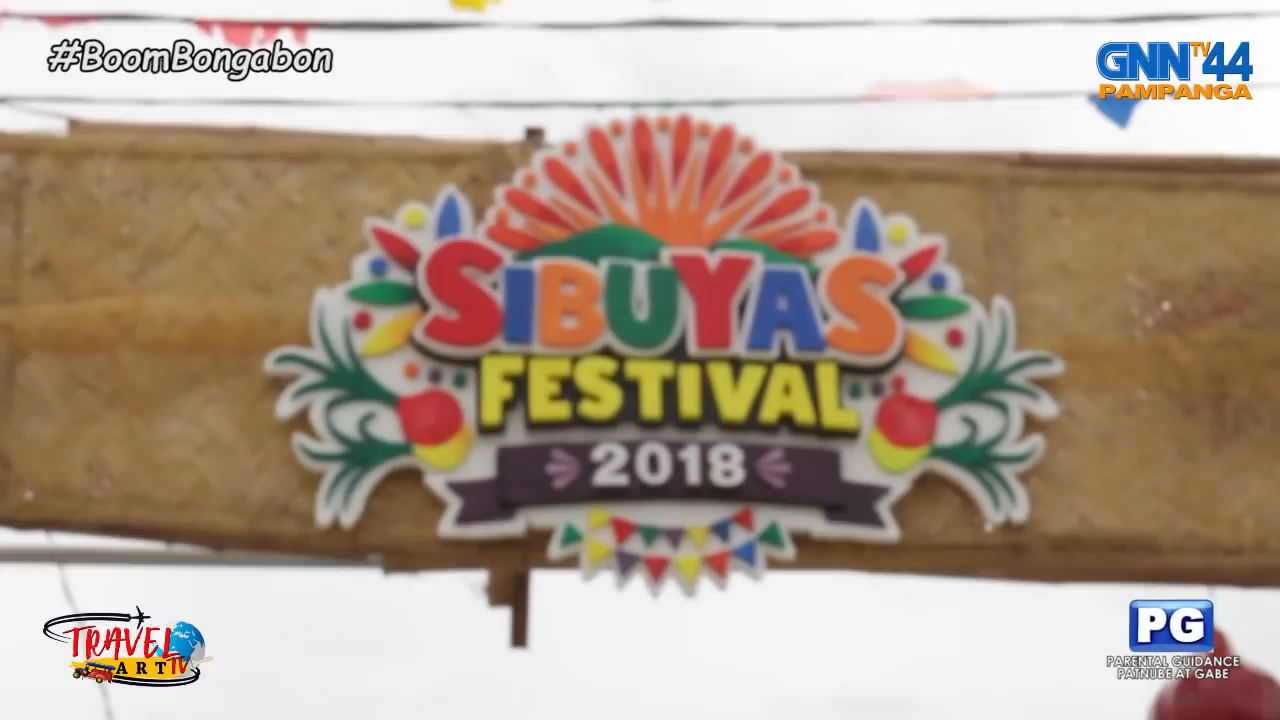 #BoomBongabon
GNN TV 44
PAMPANGA
SIBUYAS
FESTIVAL
2018
TRAVEL
ART TV
PG
PARENTAL GUIDANCE
PATNUBE AT GABE